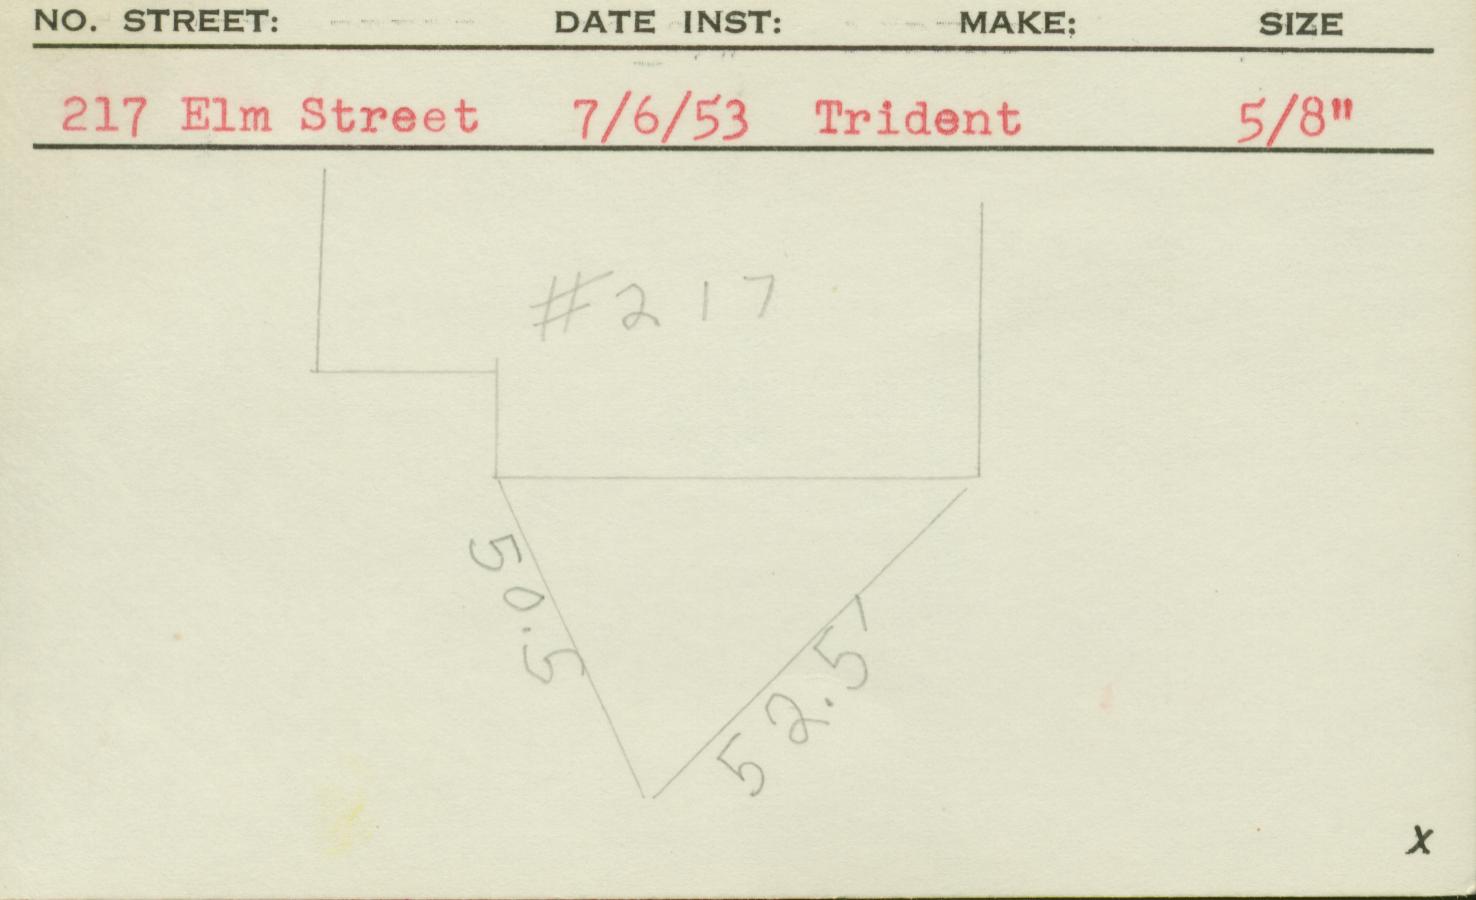 NO. STREET: DATE INST: MAKE: SIZE
217 Elm Street 7/6/53 Trident 5/8"
#217
50.5
52.5'
X